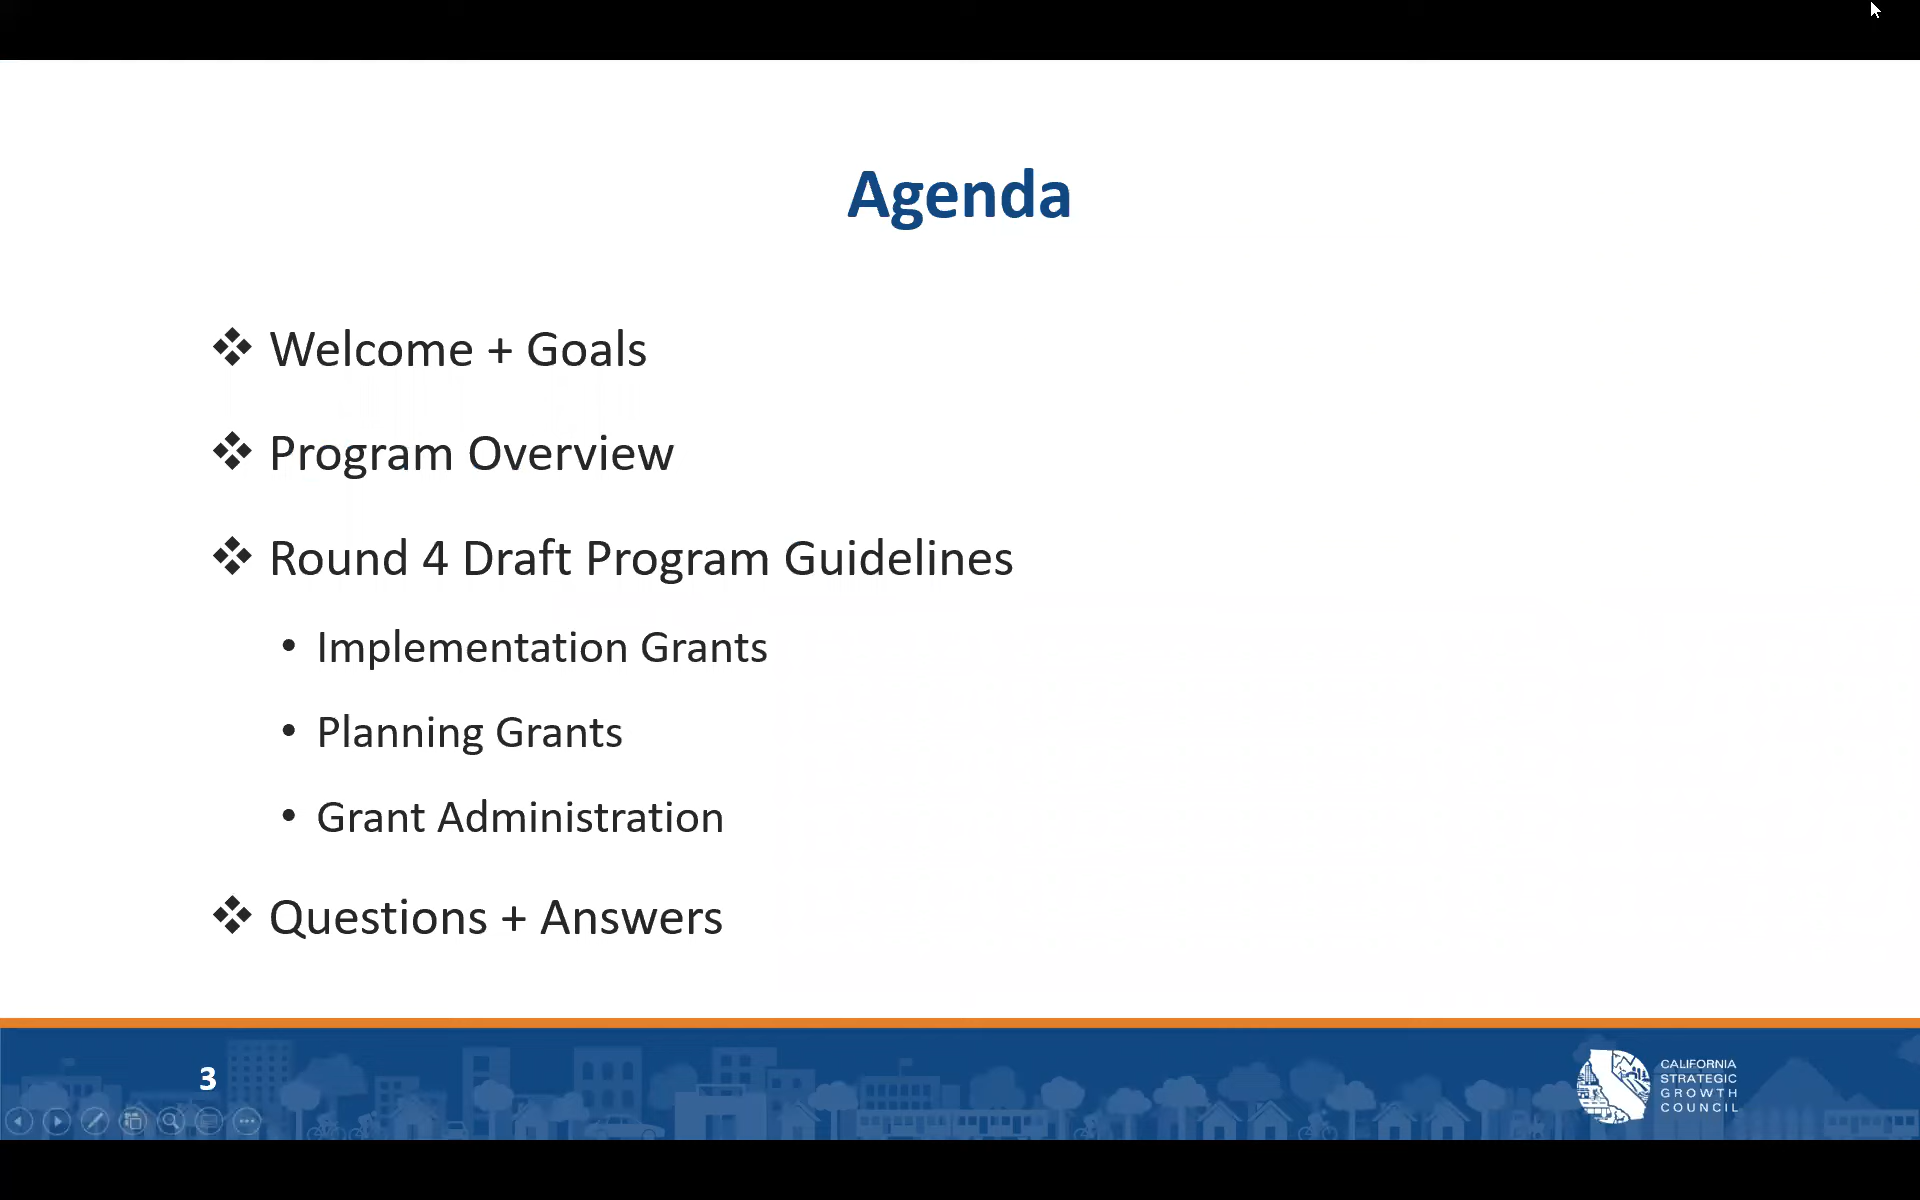 Agenda
❖ Welcome + Goals
❖ Program Overview
❖ Round 4 Draft Program Guidelines
• Implementation Grants
• Planning Grants
• Grant Administration
❖ Questions + Answers
3
CALIFORNIA
STRATEGIC
GROWTH
COUNCIL